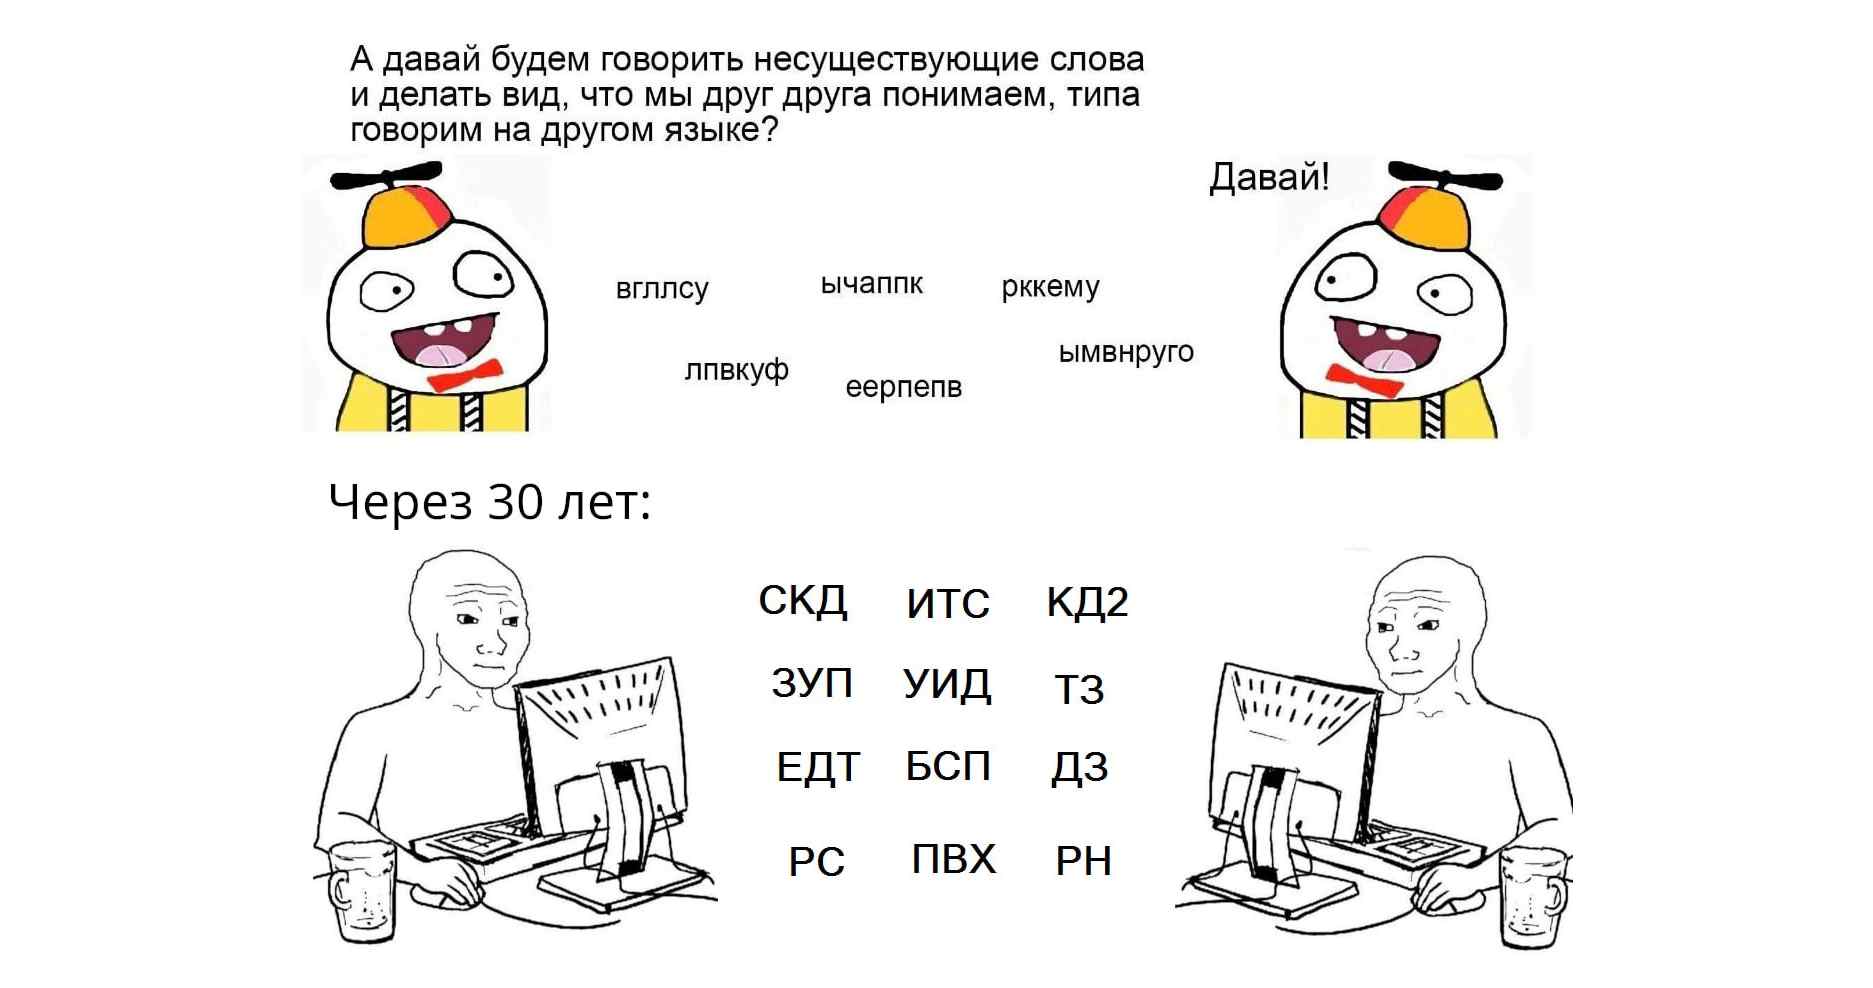 А давай будем говорить несуществующие слова
и делать вид, что мы друг друга понимаем, типа
говорим на другом языке?
Давай!
вгллсу
ычаппк
рккему
лпвкуф
еерпепв
ымвнруго
Через 30 лет:
СКД ИТС КД2
ЗУП УИД ТЗ
ЕДТ БСП ДЗ
РС ПВХ РН